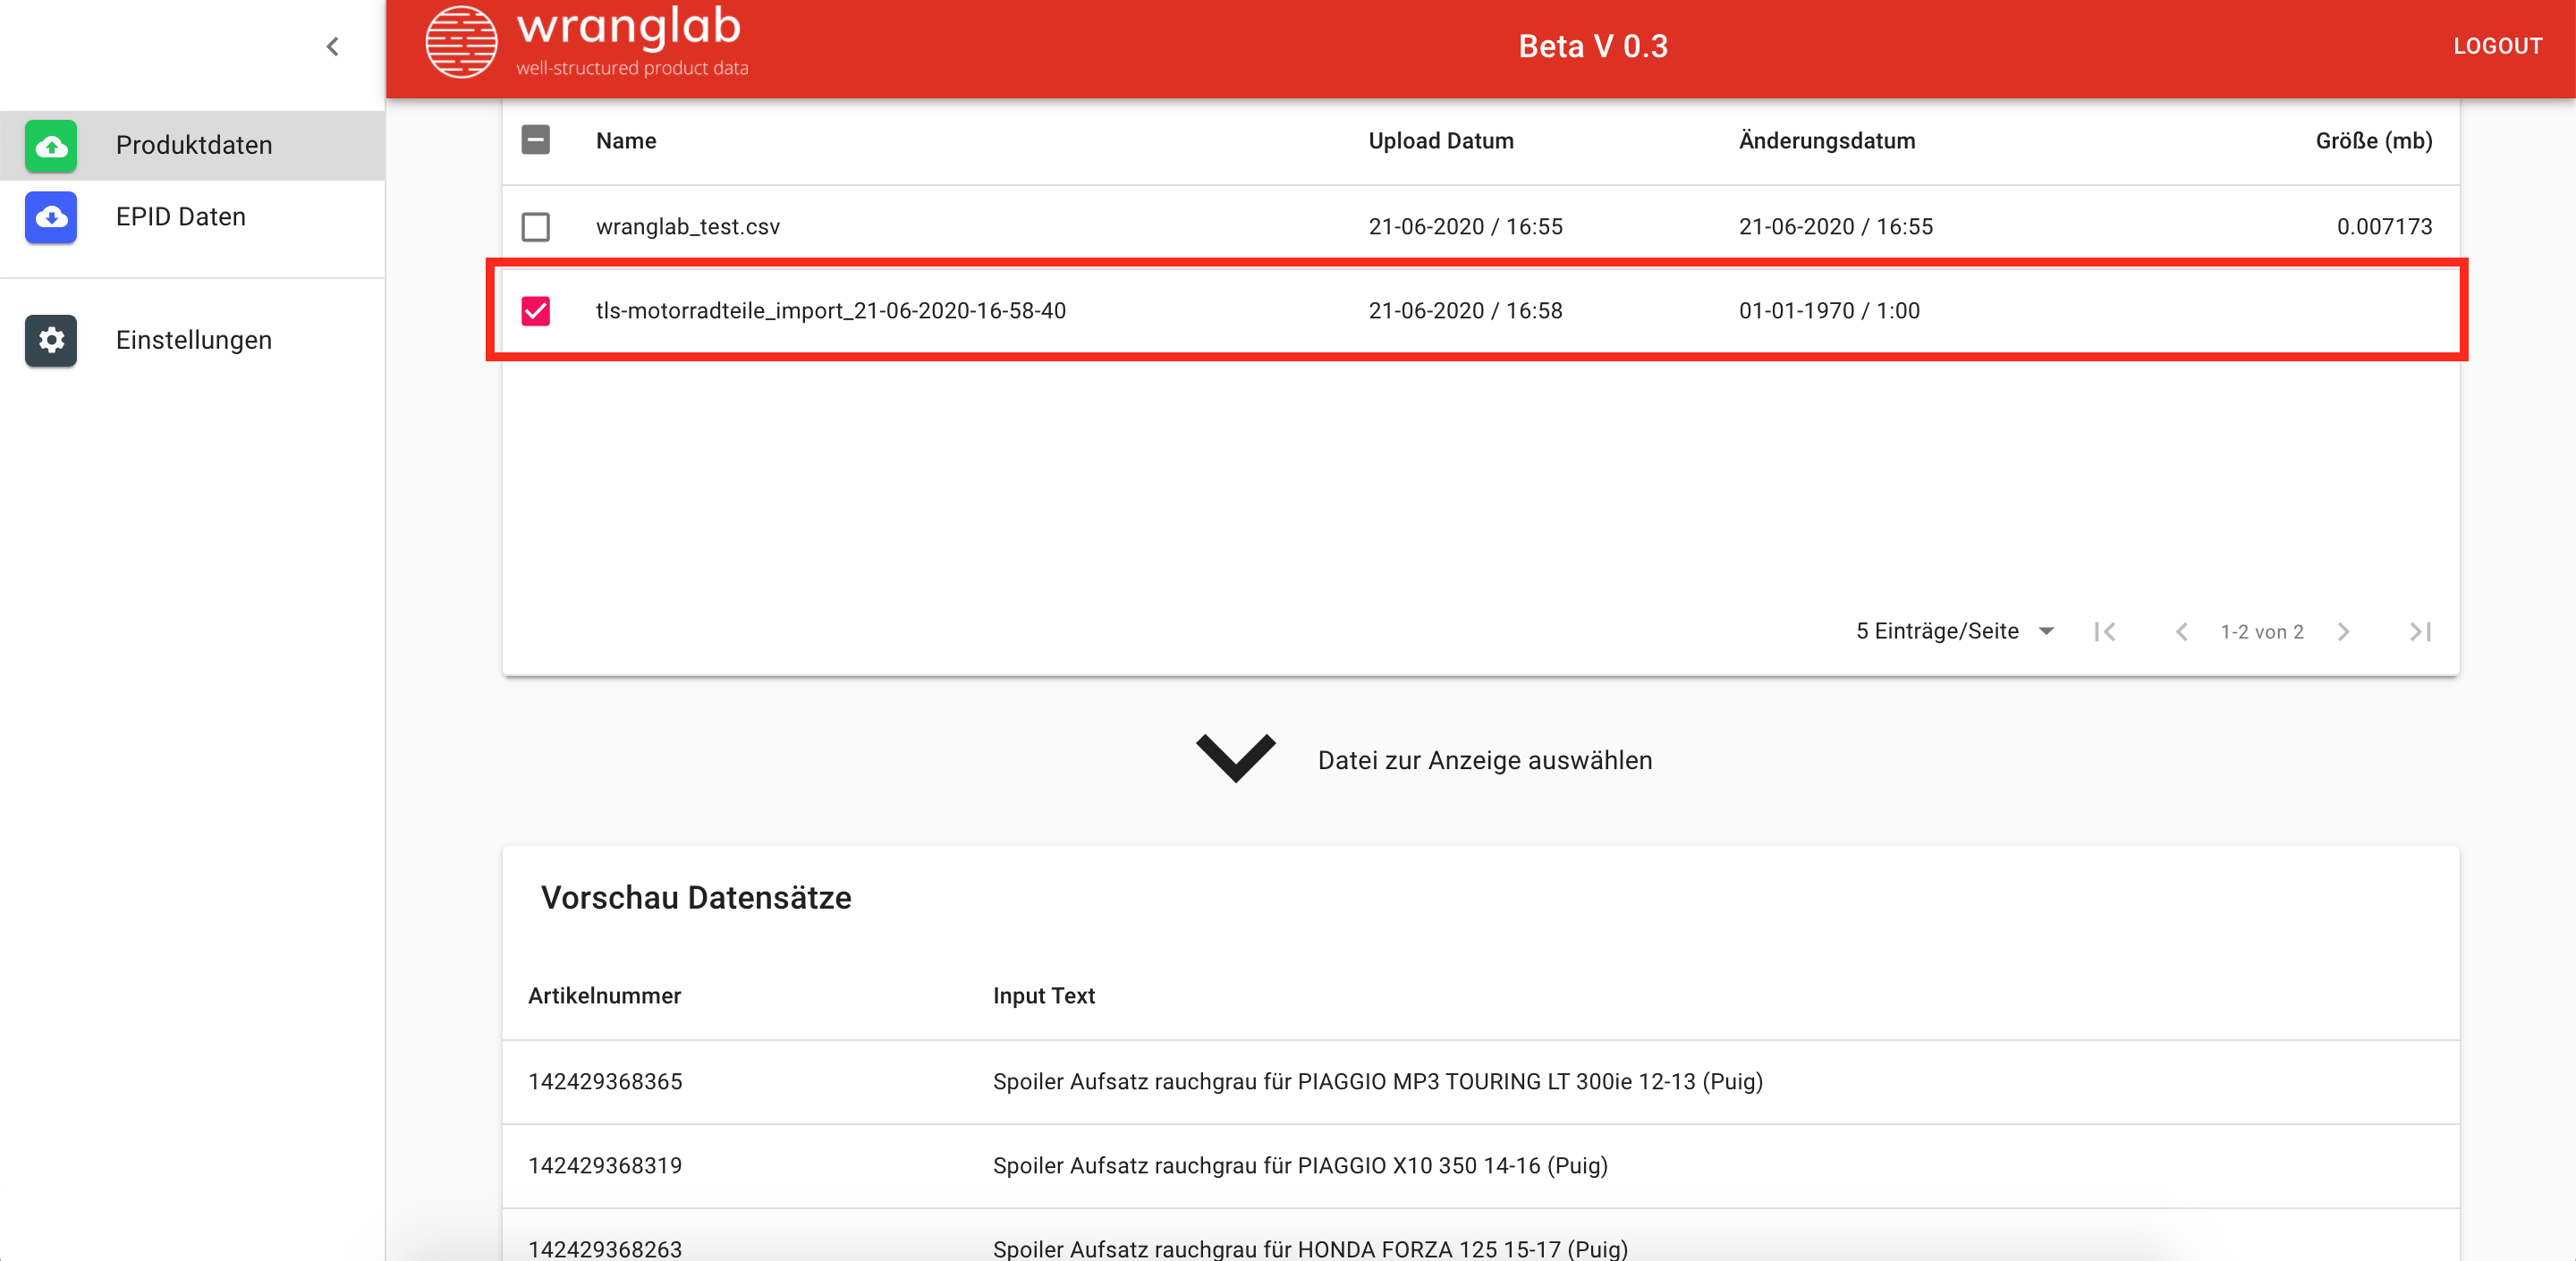 wranglab
well-structured product data
Beta V 0.3
LOGOUT
Produktdaten
EPID Daten
Einstellungen
Name Upload Datum Änderungsdatum Größe (mb)
wranglab_test.csv 21-06-2020 / 16:55 21-06-2020 / 16:55 0.007173
tls-motorradteile_import_21-06-2020-16-58-40 21-06-2020 / 16:58 01-01-1970 / 1:00
5 Einträge/Seite 1-2 von 2
Datei zur Anzeige auswählen
Vorschau Datensätze
Artikelnummer Input Text
142429368365 Spoiler Aufsatz rauchgrau für PIAGGIO MP3 TOURING LT 300ie 12-13 (Puig)
142429368319 Spoiler Aufsatz rauchgrau für PIAGGIO X10 350 14-16 (Puig)
142429368263 Spoiler Aufsatz rauchgrau für HONDA FORZA 125 15-17 (Puig)